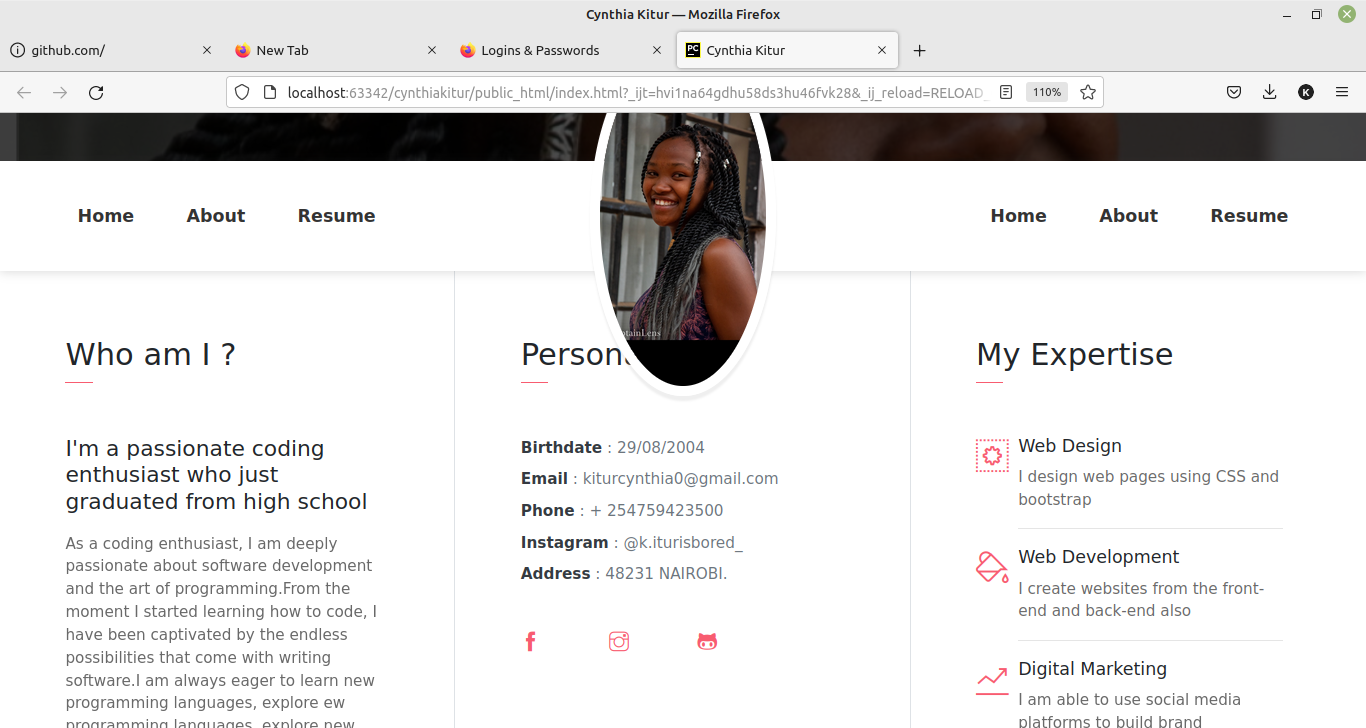 Cynthia Kitur — Mozilla Firefox
github.com/
New Tab
Logins & Passwords
PC Cynthia Kitur
localhost:63342/cynthiakitur/public_html/index.html?_ijt=hvi1na64gdhu58ds3hu46fvk28&_ij_reload=RELOAD_
110%
K
Home About Resume
Home About Resume
Who am I ?
I'm a passionate coding
enthusiast who just
graduated from high school
As a coding enthusiast, I am deeply
passionate about software development
and the art of programming.From the
moment I started learning how to code, I
have been captivated by the endless
possibilities that come with writing
software.I am always eager to learn new
programming languages, explore ew
programming languages, explore new
Birthdate : 29/08/2004
Email : kiturcynthia0@gmail.com
Phone : + 254759423500
Instagram : @k.iturisbored_
Address : 48231 NAIROBI.
My Expertise
Web Design
I design web pages using CSS and
bootstrap
Web Development
I create websites from the front-
end and back-end also
Digital Marketing
I am able to use social media
platforms to build brand